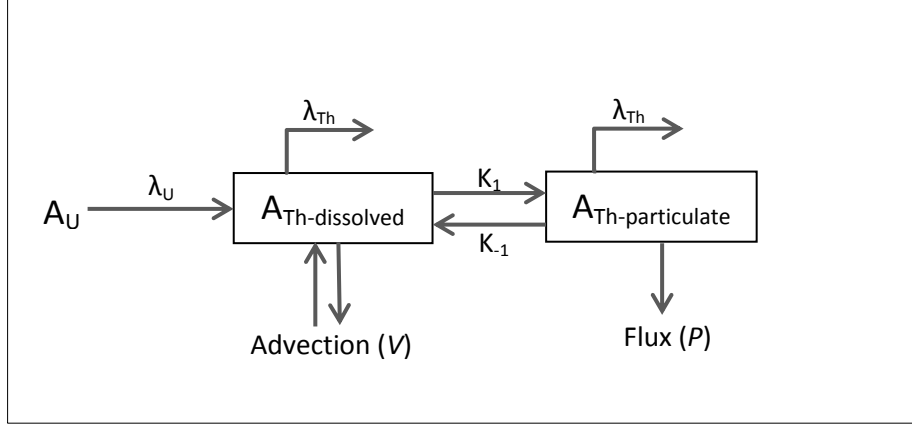 λTh
λTh
λU
K1
AU
ATh-dissolved
ATh-particulate
K-1
Advection (V)
Flux (P)